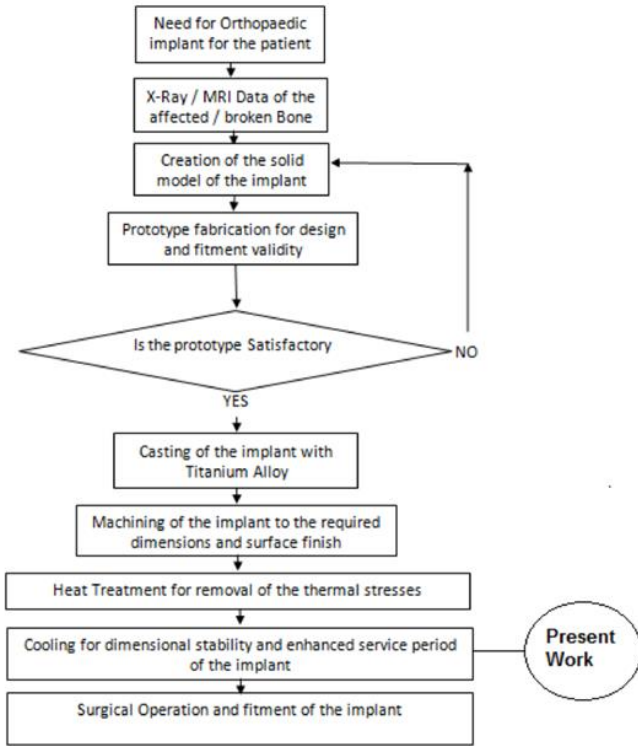 Need for Orthopaedic
implant for the patient
X-Ray / MRI Data of the
affected / broken Bone
Creation of the solid
model of the implant
Prototype fabrication for design
and fitment validity
Is the prototype Satisfactory
NO
YES
Casting of the implant with
Titanium Alloy
Machining of the implant to the required
dimensions and surface finish
Heat Treatment for removal of the thermal stresses
Cooling for dimensional stability and enhanced service period
of the implant
Present
Work
Surgical Operation and fitment of the implant